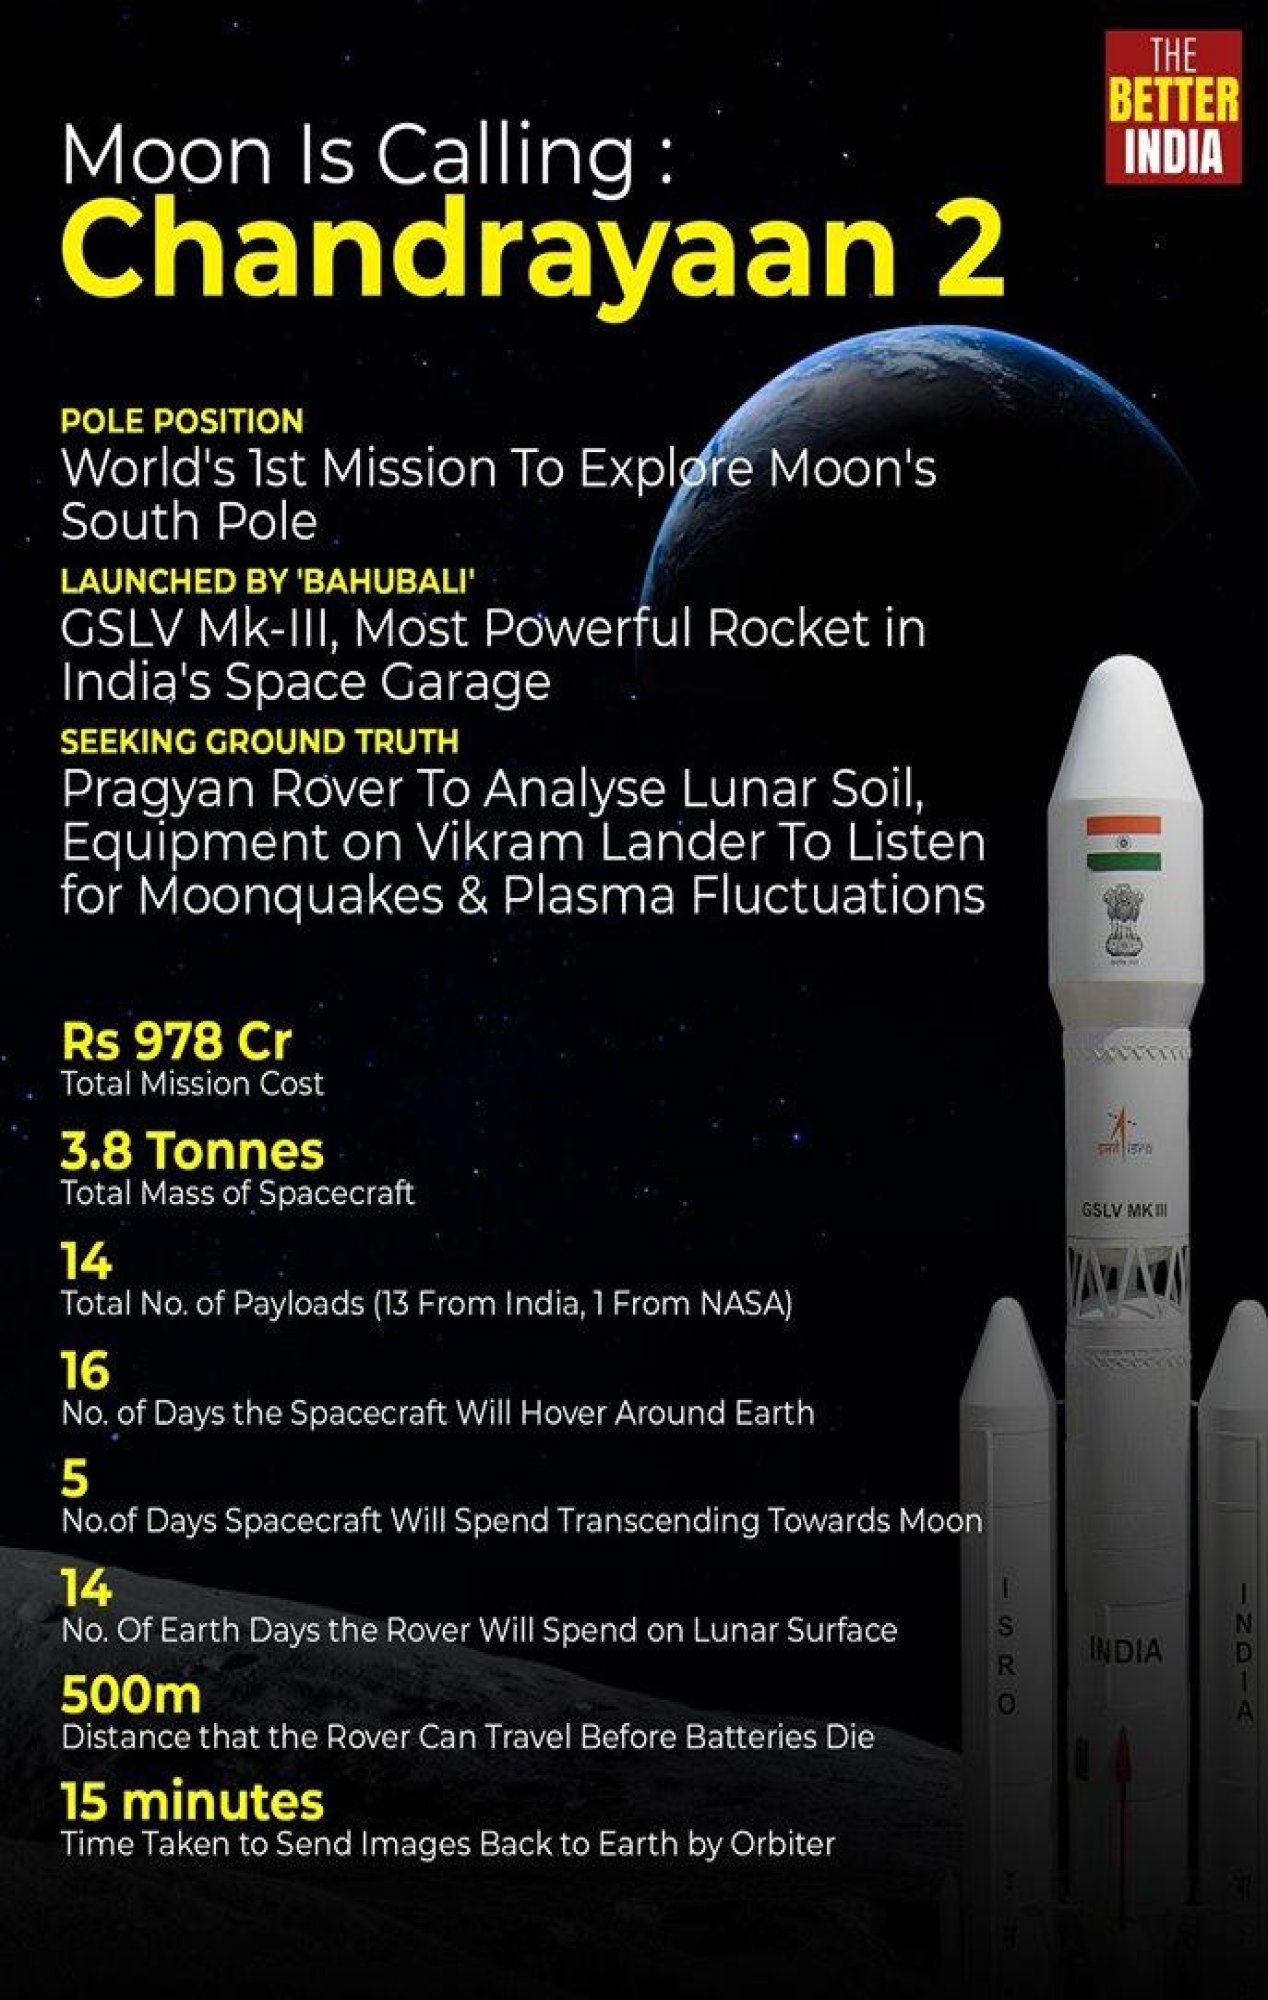 THE
BETTER
INDIA
Moon Is Calling :
Chandrayaan 2
POLE POSITION
World's 1st Mission To Explore Moon's
South Pole
LAUNCHED BY 'BAHUBALI'
GSLV Mk-III, Most Powerful Rocket in
India's Space Garage
SEEKING GROUND TRUTH
Pragyan Rover To Analyse Lunar Soil,
Equipment on Vikram Lander To Listen
for Moonquakes & Plasma Fluctuations
Rs 978 Cr
Total Mission Cost
3.8 Tonnes
Total Mass of Spacecraft
14
Total No. of Payloads (13 From India, 1 From NASA)
16
No. of Days the Spacecraft Will Hover Around Earth
5
No.of Days Spacecraft Will Spend Transcending Towards Moon
14
No. Of Earth Days the Rover Will Spend on Lunar Surface
500m
Distance that the Rover Can Travel Before Batteries Die
15 minutes
Time Taken to Send Images Back to Earth by Orbiter
इसरो isro
GSLV MK III
ISRO
INDIA
INDIA